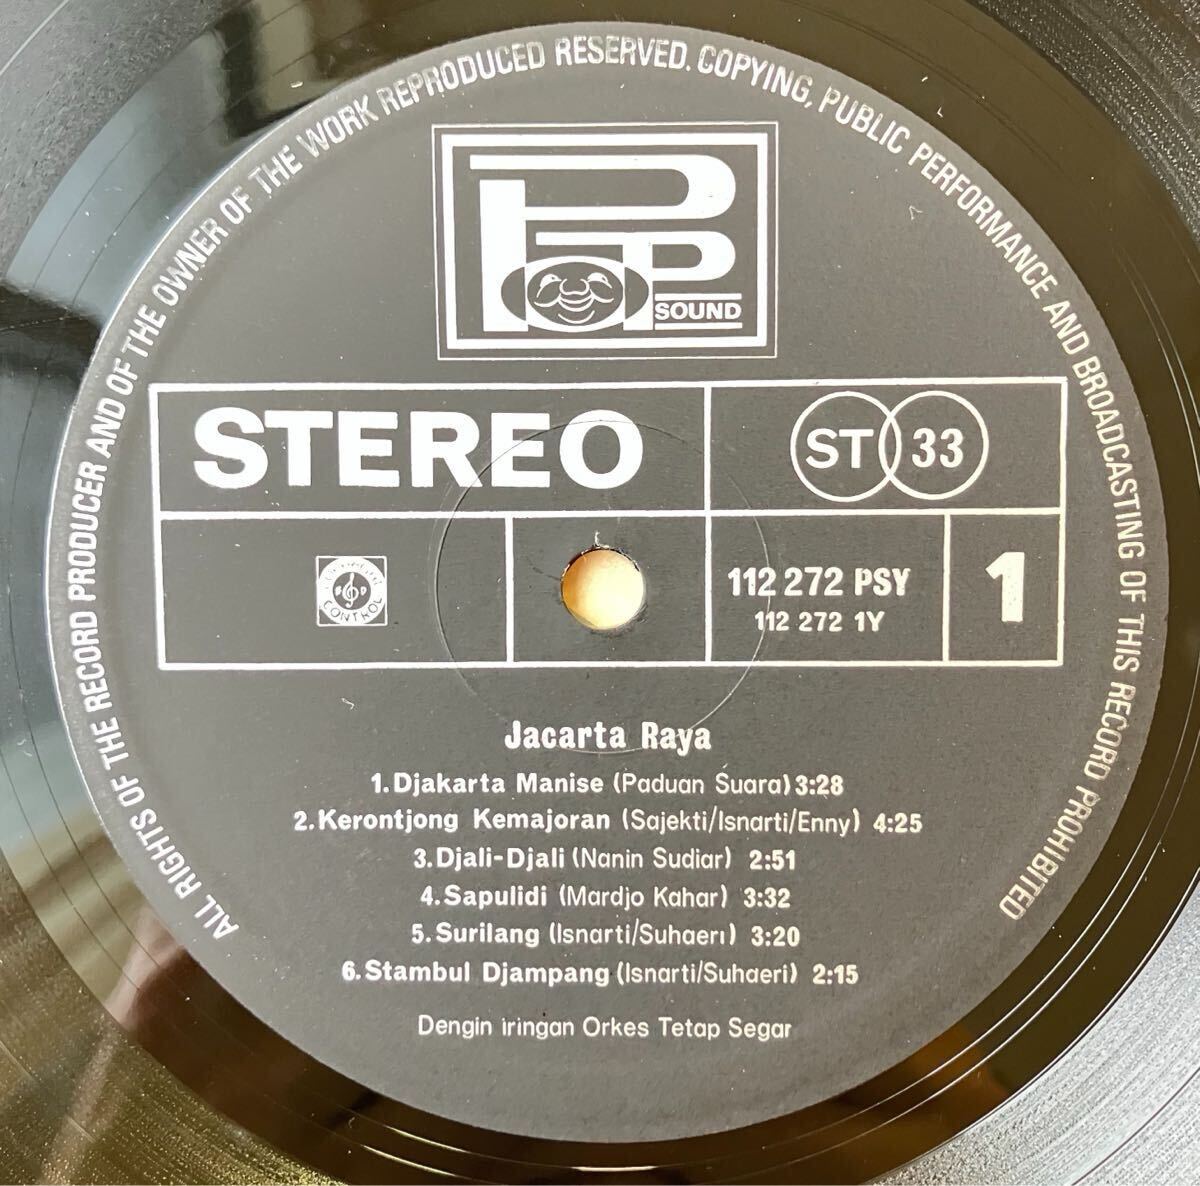 ALL RIGHTS OF THE RECORD PRODUCER AND OF THE OWNER OF THE WORK REPRODUCED RESERVED. COPYING, PUBLIC PERFORMANCE AND BROADCASTING OF THIS RECORD PROHIBITED
POP
SOUND
STEREO
ST 33
CONTROL
112 272 PSY
112 272 1Y
1
Jacarta Raya
1. Djakarta Manise (Paduan Suara) 3:28
2. Kerontjong Kemajoran (Sajekti/Isnarti/Enny) 4:25
3. Djali-Djali (Nanin Sudiar) 2:51
4. Sapulidi (Mardjo Kahar) 3:32
5. Surilang (Isnarti/Suhaeri) 3:20
6. Stambul Djampang (Isnarti/Suhaeri) 2:15
Dengin iringan Orkes Tetap Segar